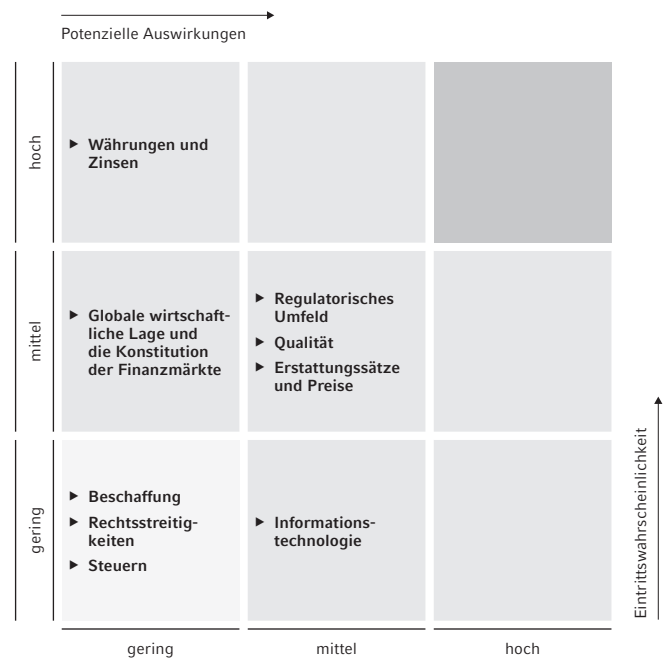 Potenzielle Auswirkungen
hoch
▶ Währungen und
Zinsen
mittel
▶ Globale wirtschaft-
liche Lage und
die Konstitution
der Finanzmärkte
▶ Regulatorisches
Umfeld
▶ Qualität
▶ Erstattungssätze
und Preise
gering
▶ Beschaffung
▶ Rechtsstreitig-
keiten
▶ Steuern
▶ Informations-
technologie
Eintrittswahrscheinlichkeit
gering
mittel
hoch